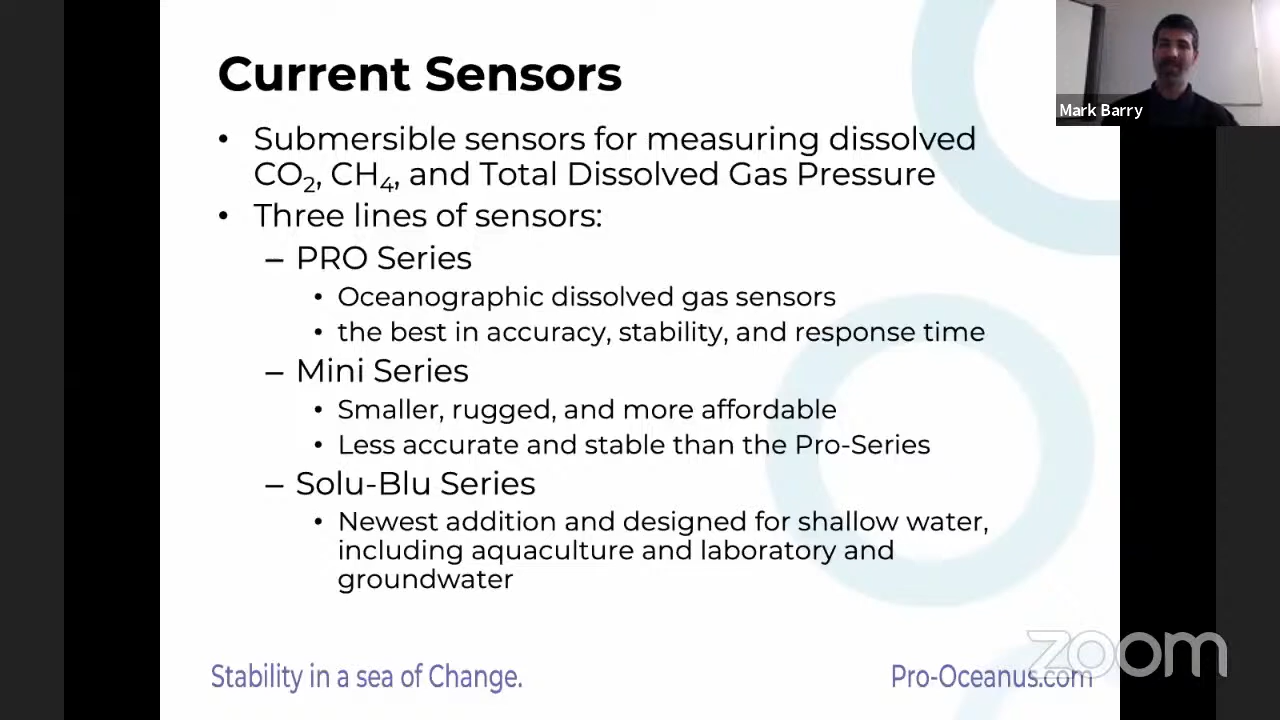 Current Sensors
• Submersible sensors for measuring dissolved
CO₂, CH₄, and Total Dissolved Gas Pressure
• Three lines of sensors:
– PRO Series
• Oceanographic dissolved gas sensors
• the best in accuracy, stability, and response time
– Mini Series
• Smaller, rugged, and more affordable
• Less accurate and stable than the Pro-Series
– Solu-Blu Series
• Newest addition and designed for shallow water,
including aquaculture and laboratory and
groundwater
Stability in a sea of Change.
Pro-Oceanus.com
Mark Barry
zoom